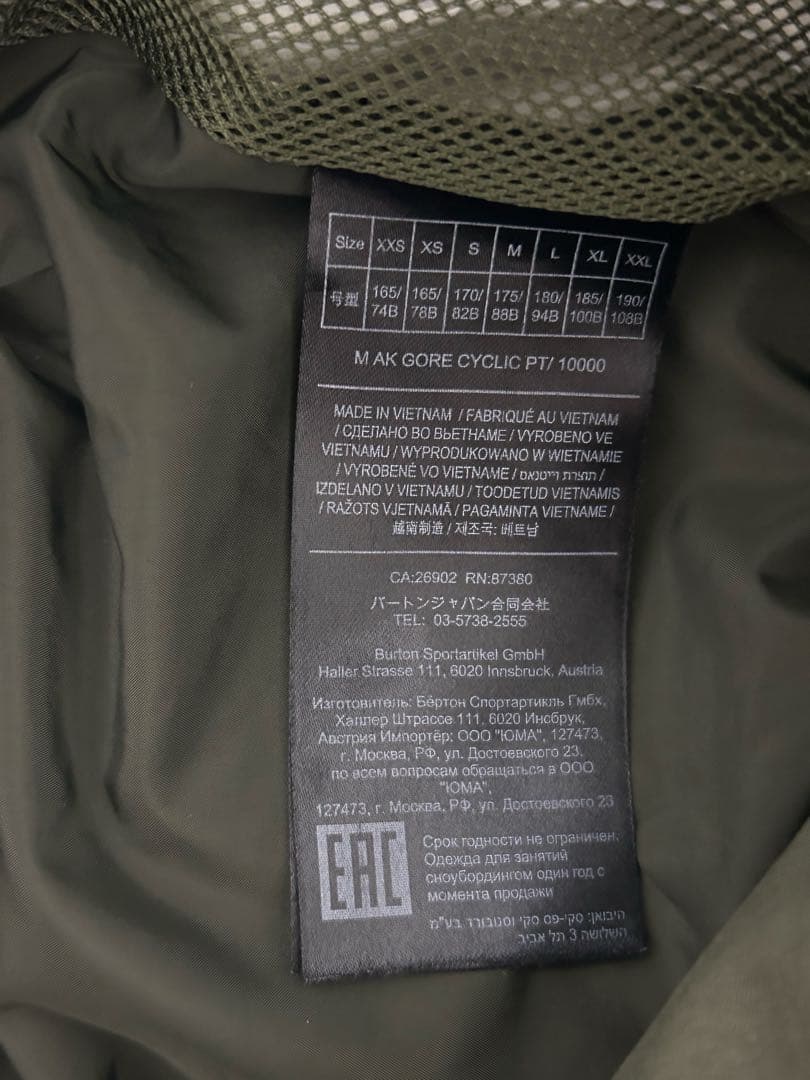 Size XXS XS S M L XL XXL
号型 165/74B 165/78B 170/82B 175/88B 180/94B 185/100B 190/108B
M AK GORE CYCLIC PT/ 10000
MADE IN VIETNAM / FABRIQUÉ AU VIETNAM
/ СДЕЛАНО ВО ВЬЕТНАМЕ / VYROBENO VE
VIETNAMU / WYPRODUKOWANO W WIETNAMIE
/ VYROBENÉ VO VIETNAME / תוצרת וייטנאם /
IZDELANO V VIETNAMU / TOODETUD VIETNAMIS
/ RAŽOTS VJETNAMĀ / PAGAMINTA VIETNAME /
越南制造 / 제조국: 베트남
CA:26902 RN:87380
バートンジャパン合同会社
TEL: 03-5738-2555
Burton Sportartikel GmbH
Haller Strasse 111, 6020 Innsbruck, Austria
Изготовитель: Бёртон Спортартикль Гмбх,
Халлер Штрассе 111, 6020 Инсбрук,
Австрия Импортёр: ООО "ЮМА", 127473,
г. Москва, РФ, ул. Достоевского 23,
по всем вопросам обращаться в ООО
"ЮМА",
127473, г. Москва, РФ, ул. Достоевского 23
EAC
Срок годности не ограничен.
Одежда для занятий
сноубордингом один год с
момента продажи
היבואן: סקי-פס סקי וסנובורד בע"מ
השלושה 3 תל אביב